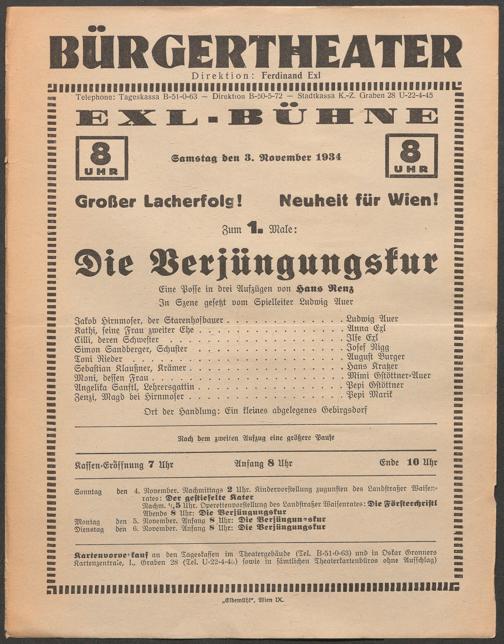 BÜRGERTHEATER
Direktion: Ferdinand Exl
Telephone: Tageskassa B-51-0-63 — Direktion B-50-5-72 — Stadtkassa K.-Z. Graben 28 U-22-4-45
EXL-BÜHNE
8 UHR
Samstag den 3. November 1934
8 UHR
Großer Lacherfolg! Neuheit für Wien!
Zum 1. Male:
Die Verjüngungskur
Eine Posse in drei Aufzügen von Hans Renz
In Szene gesetzt vom Spielleiter Ludwig Auer
Jakob Hirnmoser, der Starenhofbauer . . . . . . . . Ludwig Auer
Kathi, seine Frau zweiter Ehe . . . . . . . . Anna Exl
Cilli, deren Schwester . . . . . . . . Ilse Exl
Simon Sandberger, Schuster . . . . . . . . Josef Rigg
Toni Rieder . . . . . . . . August Burger
Sebastian Klaußner, Krämer . . . . . . . . Hans Kratzer
Moni, dessen Frau . . . . . . . . Mimi Gstöttner-Auer
Angelika Sanftl, Lehrersgattin . . . . . . . . Pepi Gstöttner
Zenzi, Magd bei Hirnmoser . . . . . . . . Pepi Marik
Ort der Handlung: Ein kleines abgelegenes Gebirgsdorf
Nach dem zweiten Aufzug eine größere Pause
Kassen-Eröffnung 7 Uhr Anfang 8 Uhr Ende 10 Uhr
Sonntag den 4. November. Nachmittags 2 Uhr. Kindervorstellung zugunsten des Landstraßer Waisenrates: Der gestiefelte Kater
Nachm. Uhr. Operettenvorstellung des Landstraßer Waisenrates: Die Försterchristl
Abends 8 Uhr: Die Verjüngungskur
Montag den 5. November. Anfang 8 Uhr: Die Verjüngungskur
Dienstag den 6. November. Anfang 8 Uhr: Die Verjüngungskur
Kartenvorverkauf an den Tageskassen im Theatergebäude (Tel. B-51-0-63) und in Oskar Gronners
Kartenzentrale, I., Graben 28 (Tel. U-22-4-45) sowie in sämtlichen Theaterkartenbüros ohne Aufschlag)
„Elbemühl“, Wien IX.